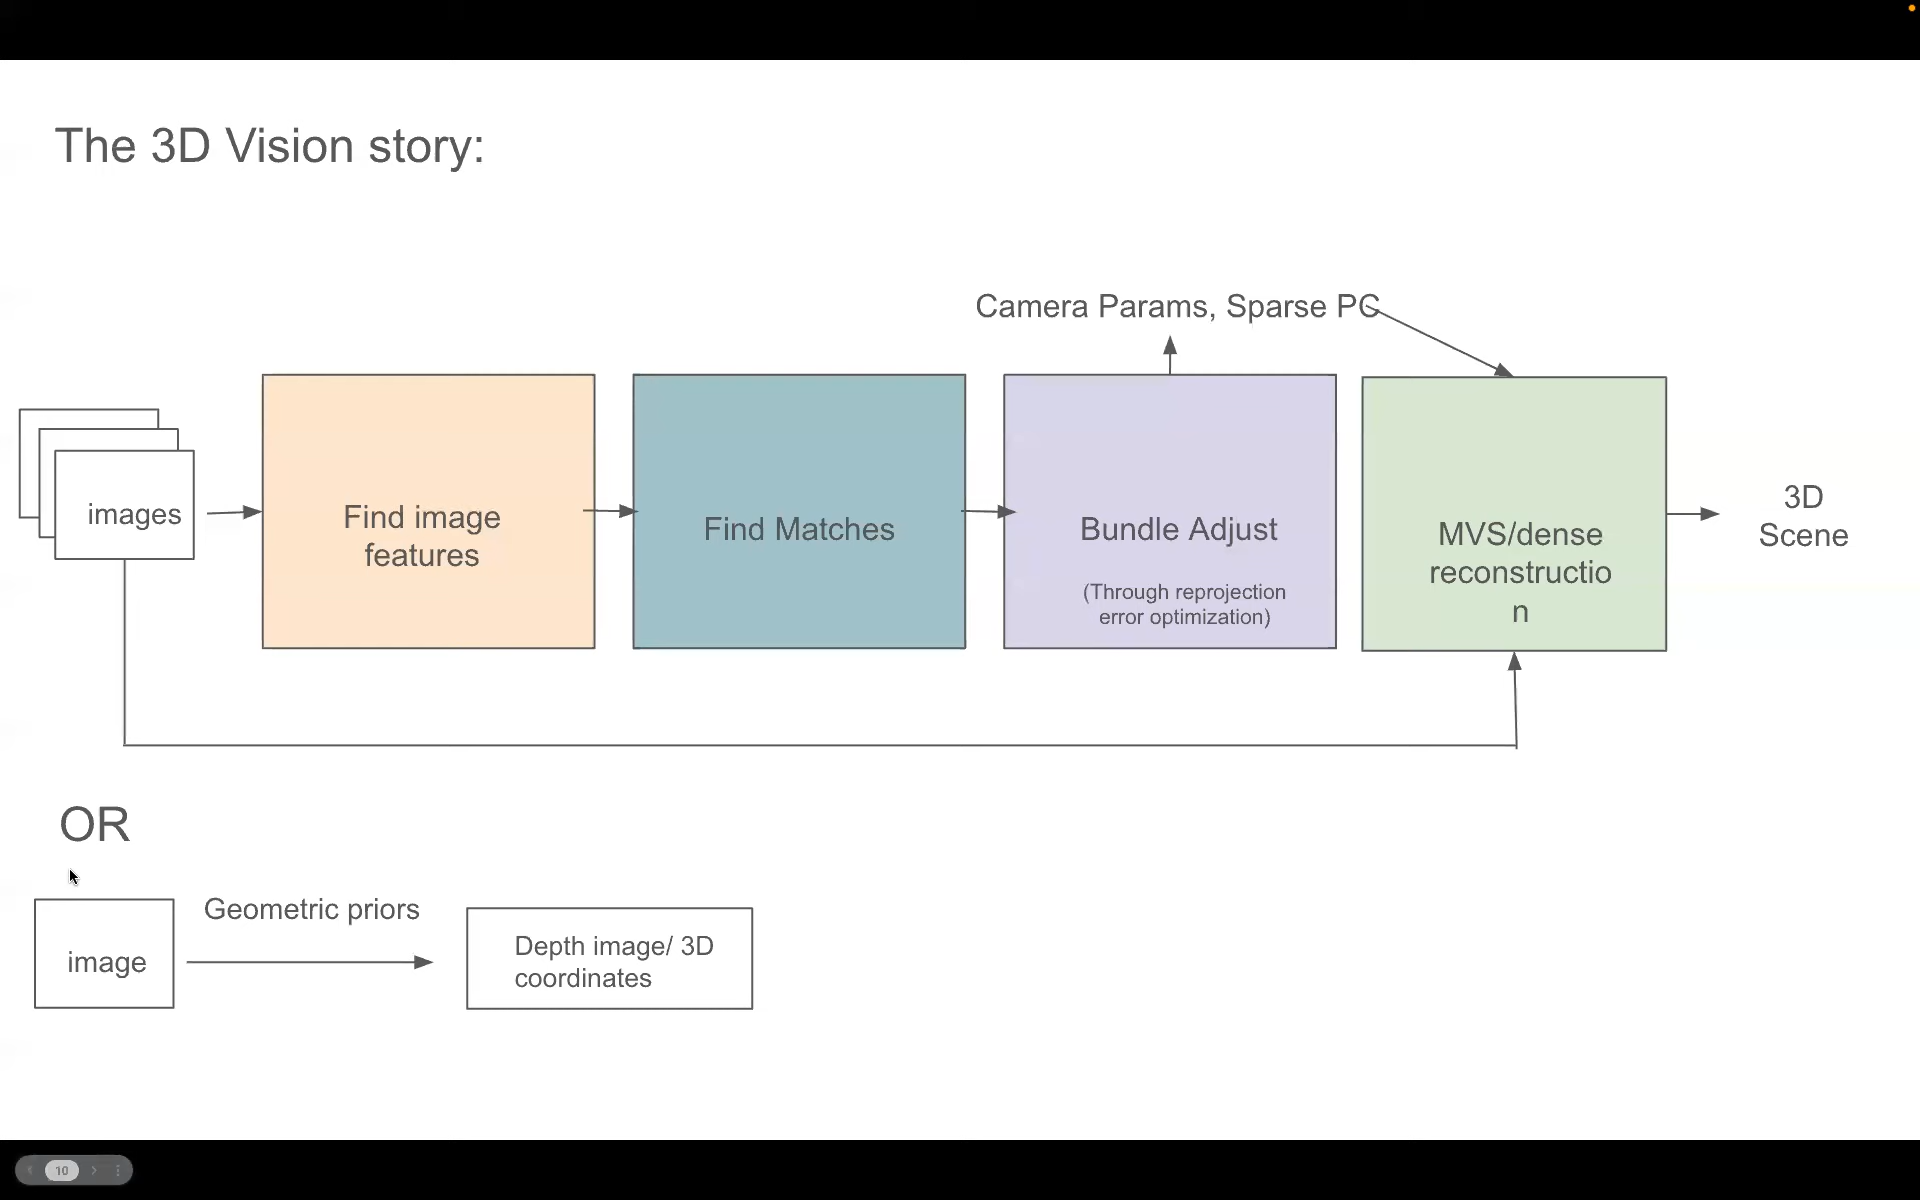 The 3D Vision story:
Camera Params, Sparse PC
images
Find image
features
Find Matches
Bundle Adjust
(Through reprojection
error optimization)
MVS/dense
reconstructio
n
3D
Scene
OR
image
Geometric priors
Depth image/ 3D
coordinates
10